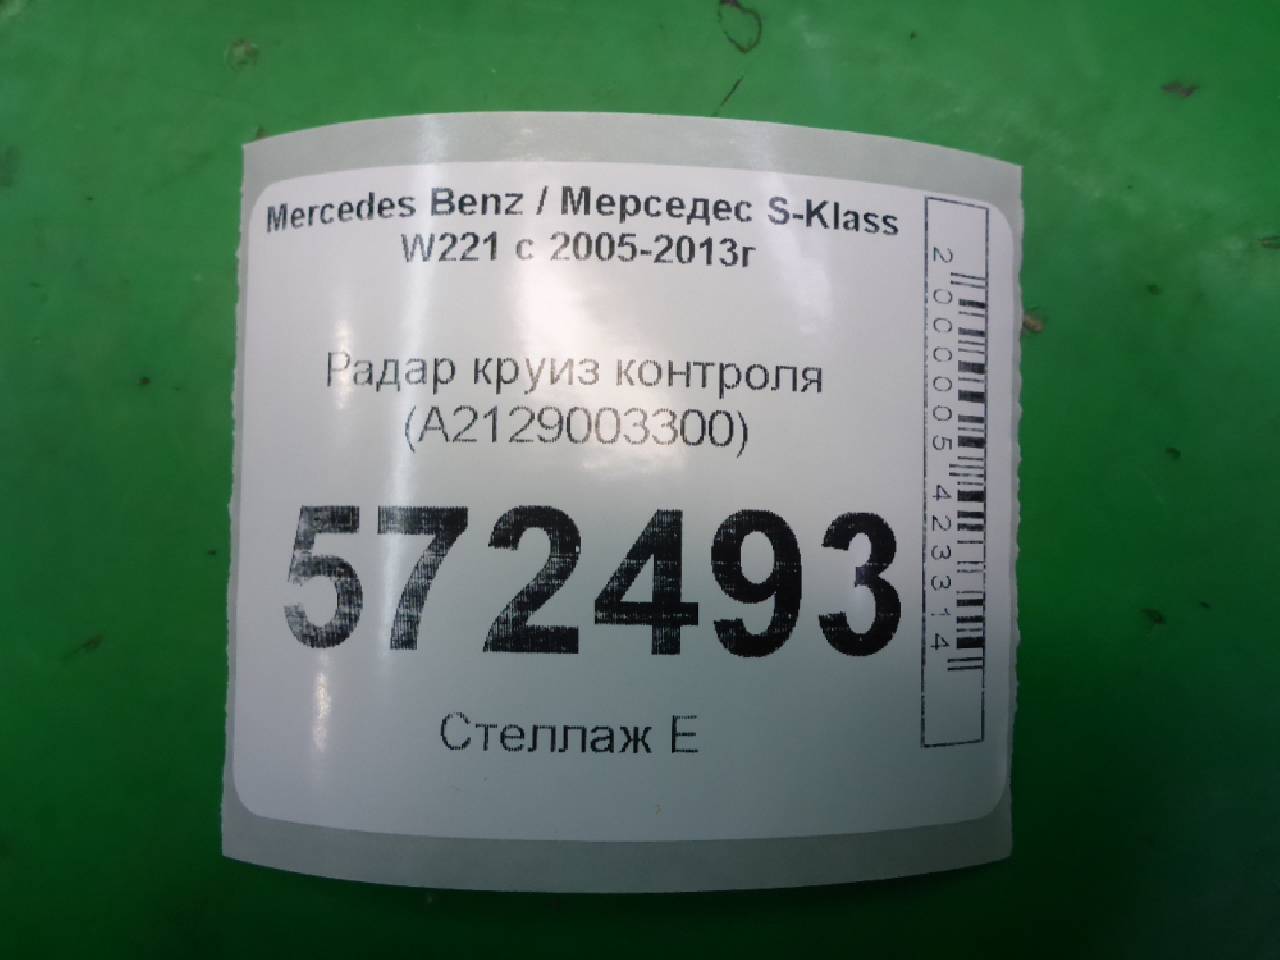 Mercedes Benz / Мерседес S-Klass
W221 с 2005-2013г
Радар круиз контроля
(A2129003300)
572493
Стеллаж Е
2000005423314